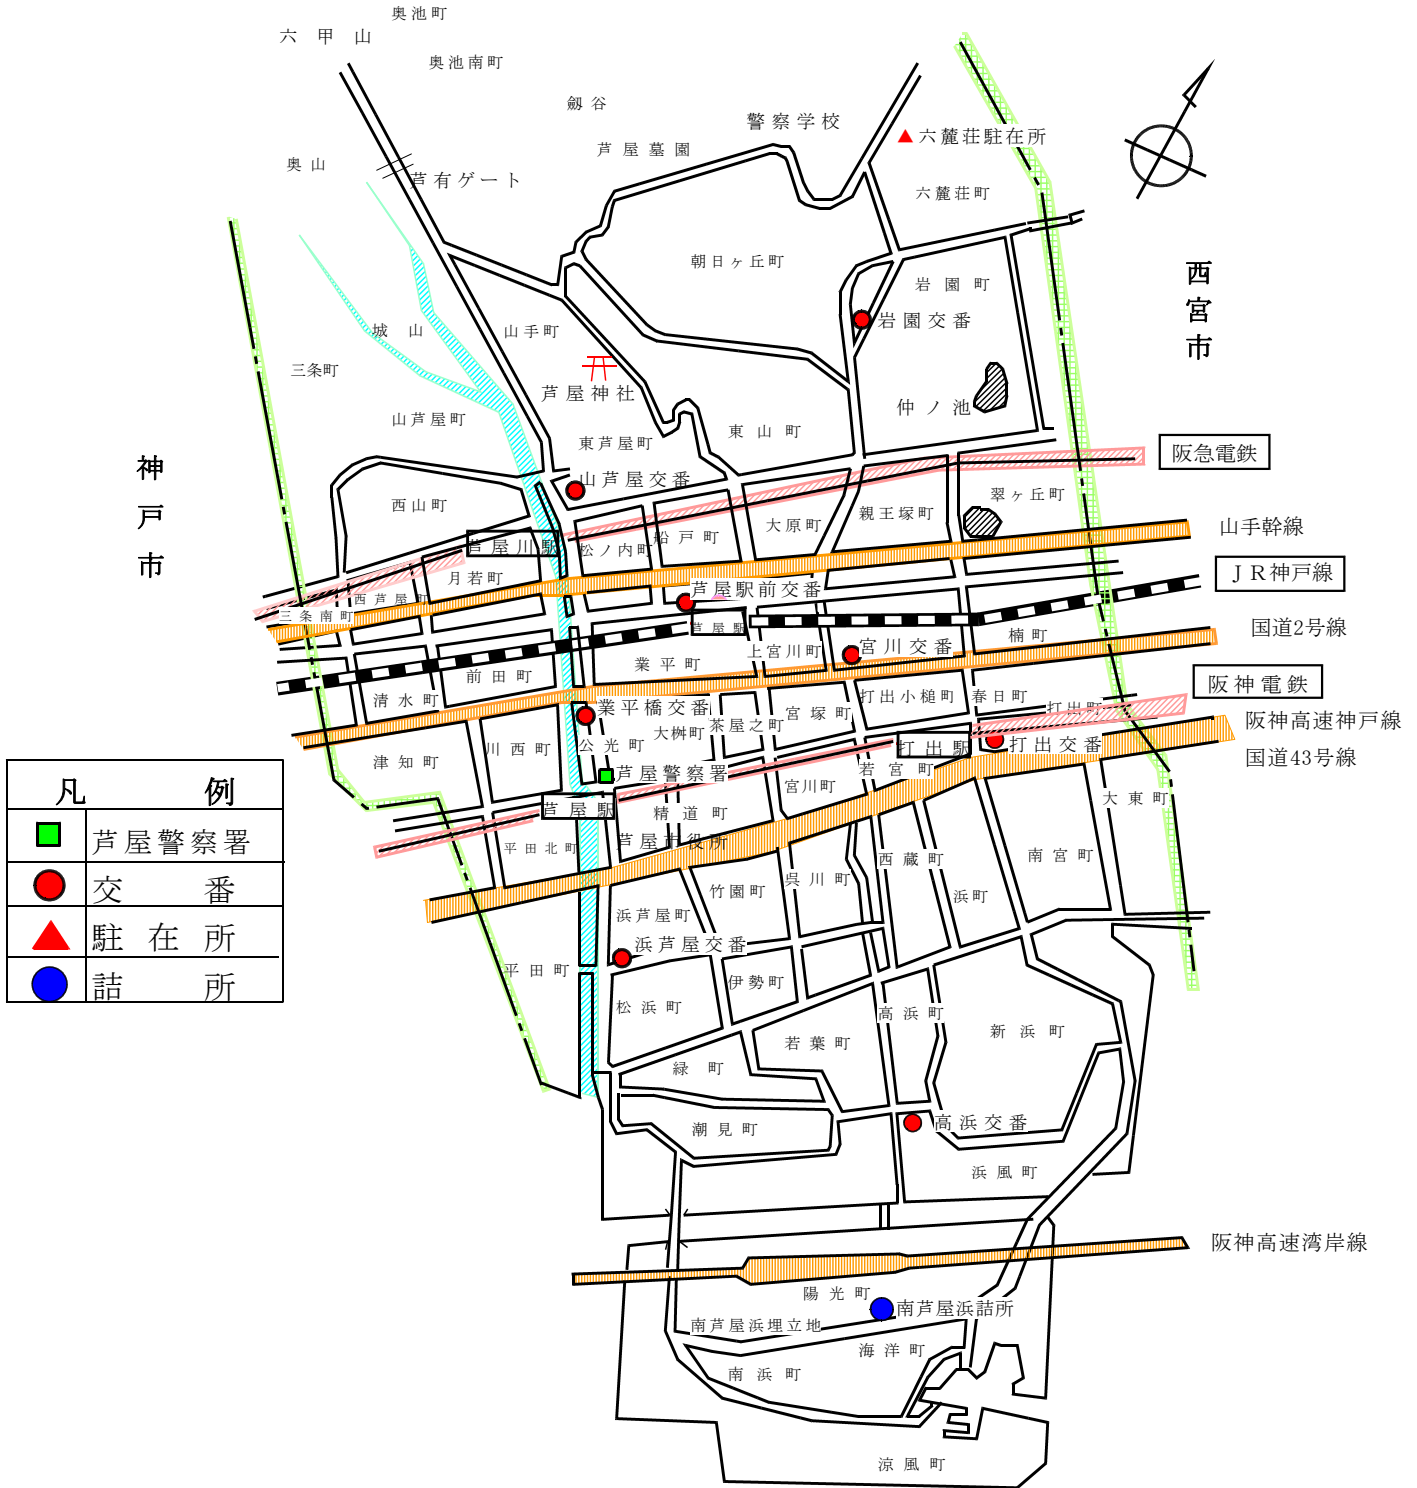 奥池町
六甲山
奥池南町
劔谷
警察学校
芦屋墓園
六麓荘駐在所
奥山
芦有ゲート
六麓荘町
朝日ヶ丘町
西宮市
岩園町
岩園交番
城山
山手町
三条町
芦屋神社
仲ノ池
山芦屋町
東芦屋町
東山町
阪急電鉄
神戸市
山芦屋交番
西山町
翠ヶ丘町
大原町
親王塚町
山手幹線
芦屋川駅
松ノ内町
船戸町
JR神戸線
月若町
芦屋駅前交番
西芦屋町
三条南町
芦屋駅
国道2号線
楠町
上宮川町
宮川交番
業平町
前田町
阪神電鉄
清水町
打出小槌町
春日町
打出町
業平橋交番
宮塚町
茶屋之町
阪神高速神戸線
大桝町
公光町
川西町
打出駅
打出交番
国道43号線
津知町
芦屋警察署
若宮町
宮川町
大東町
芦屋駅
精道町
凡例
芦屋警察署
交番
駐在所
詰所
芦屋市役所
平田北町
西蔵町
南宮町
呉川町
竹園町
浜町
浜芦屋町
浜芦屋交番
平田町
伊勢町
松浜町
高浜町
新浜町
若葉町
緑町
高浜交番
潮見町
浜風町
阪神高速湾岸線
陽光町
南芦屋浜詰所
南芦屋浜埋立地
海洋町
南浜町
涼風町